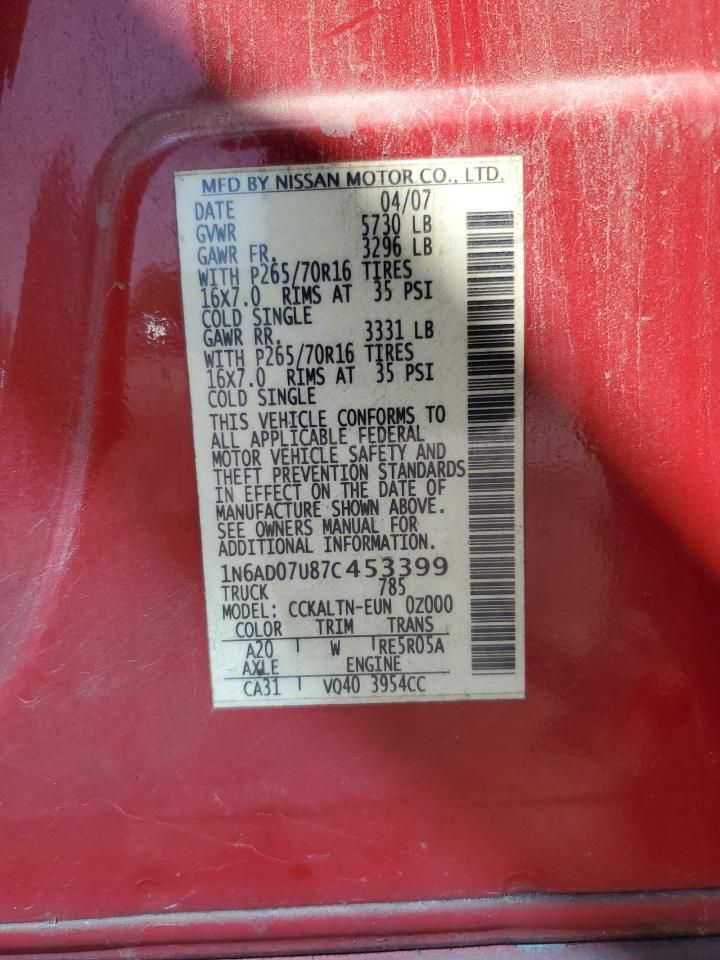 MFD BY NISSAN MOTOR CO., LTD.
DATE 04/07
GVWR 5730 LB
GAWR FR. 3296 LB
WITH P265/70R16 TIRES
16x7.0 RIMS AT 35 PSI
COLD SINGLE
GAWR RR. 3331 LB
WITH P265/70R16 TIRES
16x7.0 RIMS AT 35 PSI
COLD SINGLE
THIS VEHICLE CONFORMS TO
ALL APPLICABLE FEDERAL
MOTOR VEHICLE SAFETY AND
THEFT PREVENTION STANDARDS
IN EFFECT ON THE DATE OF
MANUFACTURE SHOWN ABOVE.
SEE OWNERS MANUAL FOR
ADDITIONAL INFORMATION.
1N6AD07U87C453399
TRUCK 785
MODEL: CCKALTN-EUN 0Z000
COLOR TRIM TRANS
A20 W RE5R05A
AXLE ENGINE
CA31 VQ40 3954CC